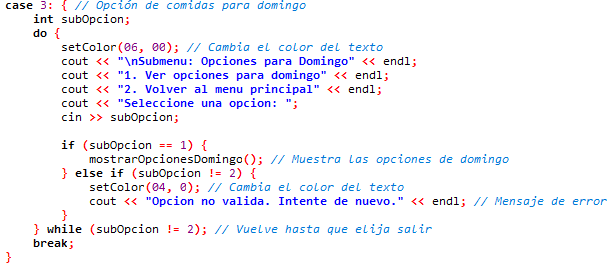 case 3: { // Opción de comidas para domingo
    int subOpcion;
    do {
        setColor(06, 00); // Cambia el color del texto
        cout << "\nSubmenu: Opciones para Domingo" << endl;
        cout << "1. Ver opciones para domingo" << endl;
        cout << "2. Volver al menu principal" << endl;
        cout << "Seleccione una opcion: ";
        cin >> subOpcion;

        if (subOpcion == 1) {
            mostrarOpcionesDomingo(); // Muestra las opciones de domingo
        } else if (subOpcion != 2) {
            setColor(04, 0); // Cambia el color del texto
            cout << "Opcion no valida. Intente de nuevo." << endl; // Mensaje de error
        }
    } while (subOpcion != 2); // Vuelve hasta que elija salir
    break;
}